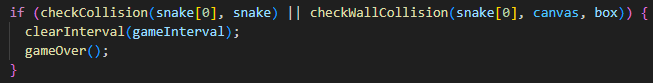 if (checkCollision(snake[0], snake) || checkWallCollision(snake[0], canvas, box)) {
  clearInterval(gameInterval);
  gameOver();
}